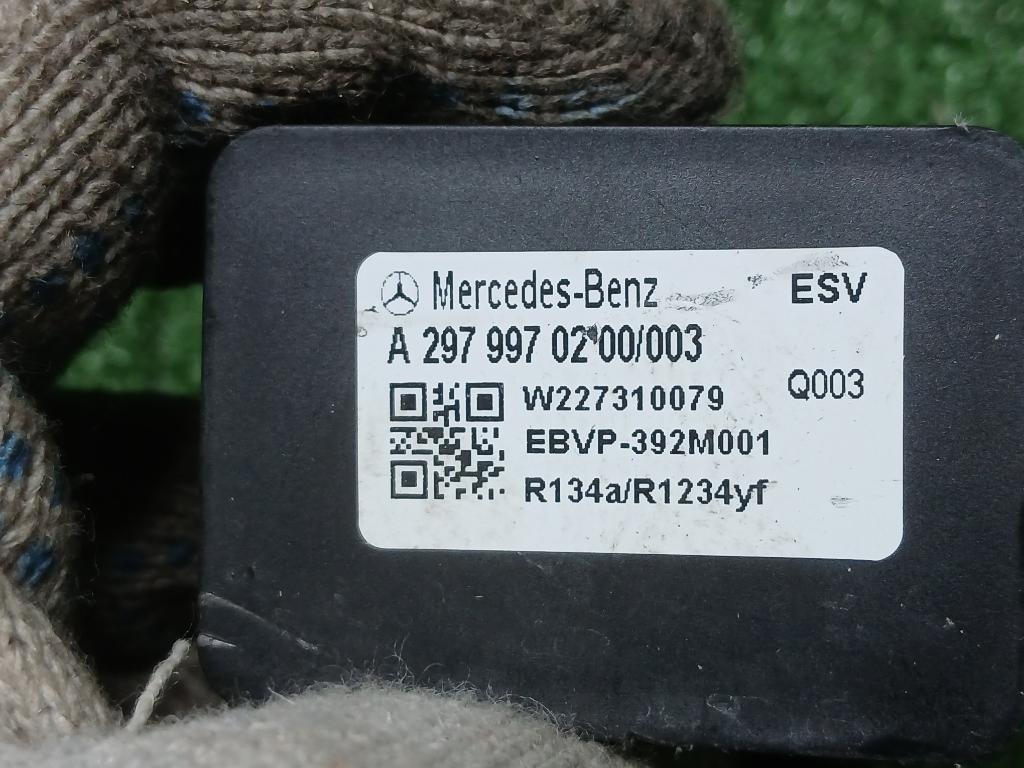 Mercedes-Benz ESV
A 297 997 02 00/003
Q003
W227310079
EBVP-392M001
R134a/R1234yf